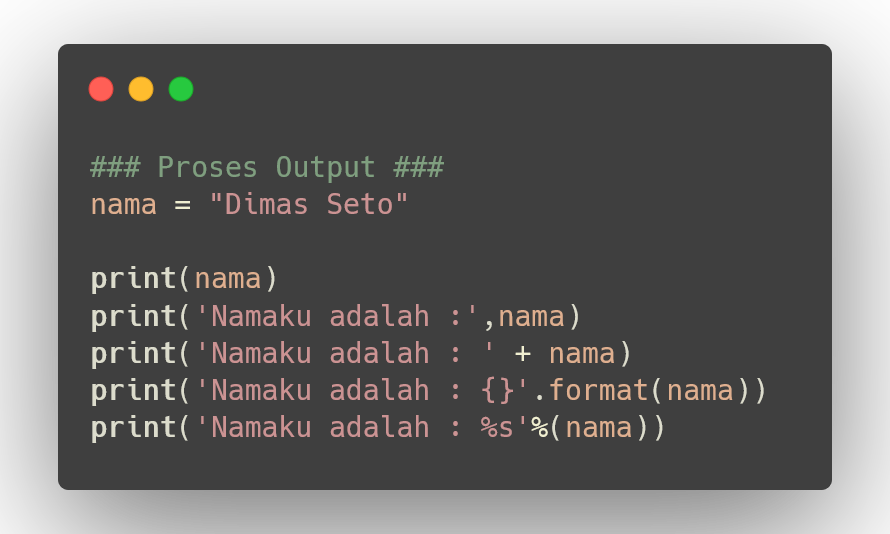 ### Proses Output ###
nama = "Dimas Seto"
print(nama)
print('Namaku adalah :',nama)
print('Namaku adalah : ' + nama)
print('Namaku adalah : {}'.format(nama))
print('Namaku adalah : %s'%(nama))